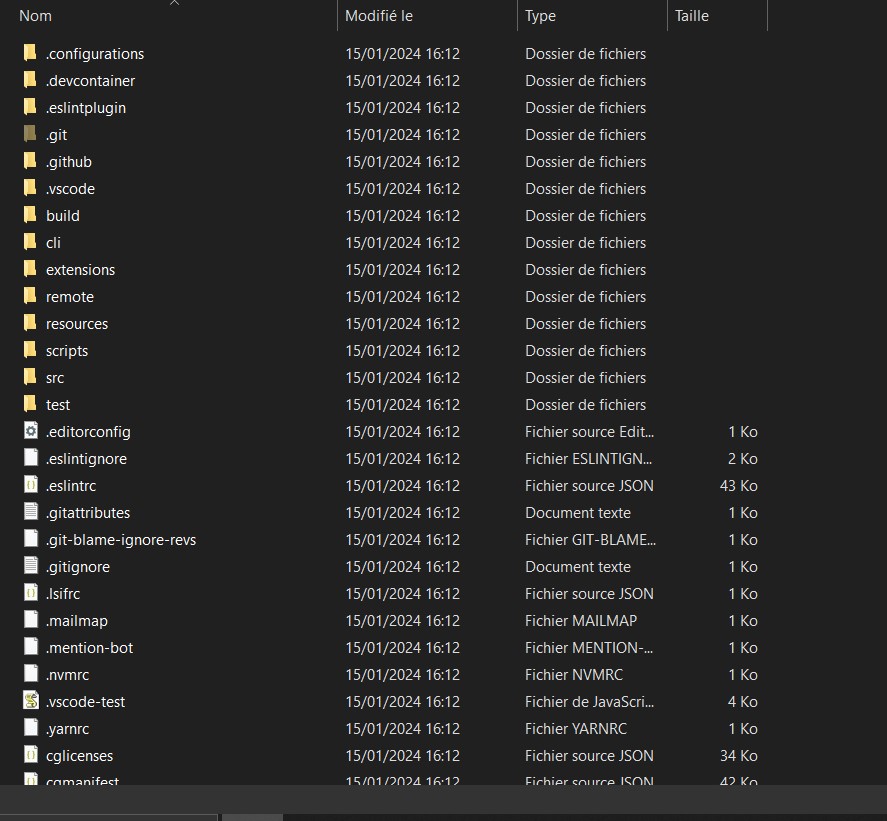 Nom Modifié le Type Taille
.configurations 15/01/2024 16:12 Dossier de fichiers
.devcontainer 15/01/2024 16:12 Dossier de fichiers
.eslintplugin 15/01/2024 16:12 Dossier de fichiers
.git 15/01/2024 16:12 Dossier de fichiers
.github 15/01/2024 16:12 Dossier de fichiers
.vscode 15/01/2024 16:12 Dossier de fichiers
build 15/01/2024 16:12 Dossier de fichiers
cli 15/01/2024 16:12 Dossier de fichiers
extensions 15/01/2024 16:12 Dossier de fichiers
remote 15/01/2024 16:12 Dossier de fichiers
resources 15/01/2024 16:12 Dossier de fichiers
scripts 15/01/2024 16:12 Dossier de fichiers
src 15/01/2024 16:12 Dossier de fichiers
test 15/01/2024 16:12 Dossier de fichiers
.editorconfig 15/01/2024 16:12 Fichier source Edit... 1 Ko
.eslintignore 15/01/2024 16:12 Fichier ESLINTIGN... 2 Ko
.eslintrc 15/01/2024 16:12 Fichier source JSON 43 Ko
.gitattributes 15/01/2024 16:12 Document texte 1 Ko
.git-blame-ignore-revs 15/01/2024 16:12 Fichier GIT-BLAME... 1 Ko
.gitignore 15/01/2024 16:12 Document texte 1 Ko
.lsifrc 15/01/2024 16:12 Fichier source JSON 1 Ko
.mailmap 15/01/2024 16:12 Fichier MAILMAP 1 Ko
.mention-bot 15/01/2024 16:12 Fichier MENTION-... 1 Ko
.nvmrc 15/01/2024 16:12 Fichier NVMRC 1 Ko
.vscode-test 15/01/2024 16:12 Fichier de JavaScri... 4 Ko
.yarnrc 15/01/2024 16:12 Fichier YARNRC 1 Ko
cglicenses 15/01/2024 16:12 Fichier source JSON 34 Ko
cgmanifest 15/01/2024 16:12 Fichier source JSON 42 Ko